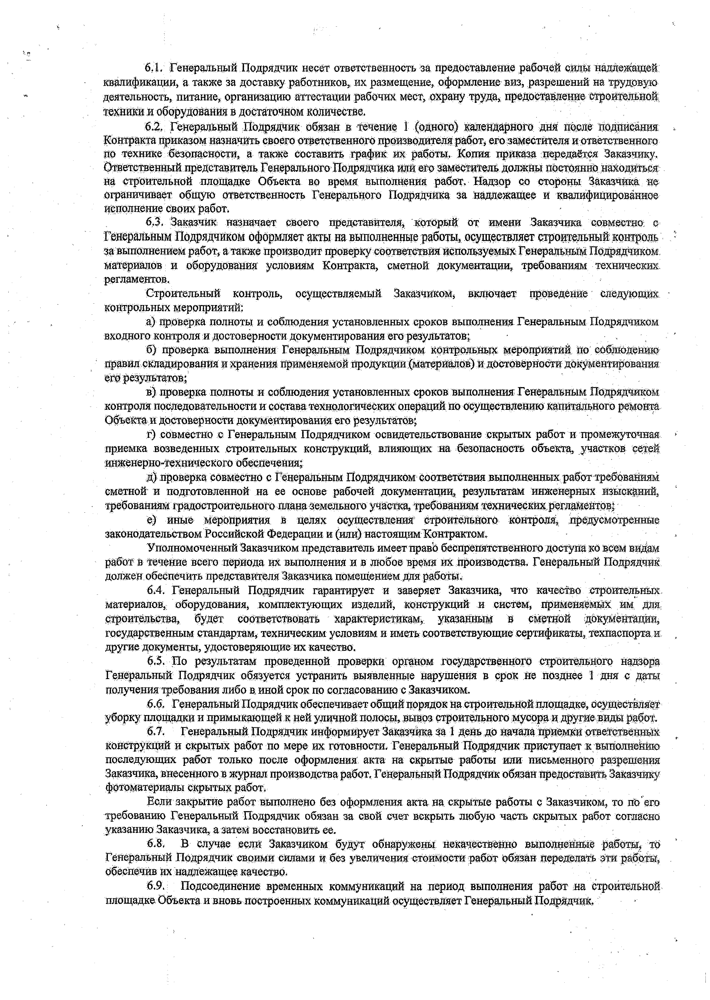 6.1. Генеральный Подрядчик несет ответственность за предоставление рабочей силы надлежащей
квалификации, а также за доставку работников, их размещение, оформление виз, разрешений на трудовую
деятельность, питание, организацию аттестации рабочих мест, охрану труда, предоставление строительной
техники и оборудования в достаточном количестве.
6.2. Генеральный Подрядчик обязан в течение 1 (одного) календарного дня после подписания
Контракта приказом назначить своего ответственного производителя работ, его заместителя и ответственного
по технике безопасности, а также составить график их работы. Копия приказа передаётся Заказчику.
Ответственный представитель Генерального Подрядчика или его заместитель должны постоянно находиться
на строительной площадке Объекта во время выполнения работ. Надзор со стороны Заказчика не
ограничивает общую ответственность Генерального Подрядчика за надлежащее и квалифицированное
исполнение своих работ.
6.3. Заказчик назначает своего представителя, который от имени Заказчика совместно с
Генеральным Подрядчиком оформляет акты на выполненные работы, осуществляет строительный контроль
за выполнением работ, а также производит проверку соответствия используемых Генеральным Подрядчиком
материалов и оборудования условиям Контракта, сметной документации, требованиям технических
регламентов.
Строительный контроль, осуществляемый Заказчиком, включает проведение следующих
контрольных мероприятий:
а) проверка полноты и соблюдения установленных сроков выполнения Генеральным Подрядчиком
входного контроля и достоверности документирования его результатов;
б) проверка выполнения Генеральным Подрядчиком контрольных мероприятий по соблюдению
правил складирования и хранения применяемой продукции (материалов) и достоверности документирования
его результатов;
в) проверка полноты и соблюдения установленных сроков выполнения Генеральным Подрядчиком
контроля последовательности и состава технологических операций по осуществлению капитального ремонта
Объекта и достоверности документирования его результатов;
г) совместно с Генеральным Подрядчиком освидетельствование скрытых работ и промежуточная
приемка возведенных строительных конструкций, влияющих на безопасность объекта, участков сетей
инженерно-технического обеспечения;
д) проверка совместно с Генеральным Подрядчиком соответствия выполненных работ требованиям
сметной и подготовленной на ее основе рабочей документации, результатам инженерных изысканий,
требованиям градостроительного плана земельного участка, требованиям технических регламентов;
е) иные мероприятия в целях осуществления строительного контроля, предусмотренные
законодательством Российской Федерации и (или) настоящим Контрактом.
Уполномоченный Заказчиком представитель имеет право беспрепятственного доступа ко всем видам
работ в течение всего периода их выполнения и в любое время их производства. Генеральный Подрядчик
должен обеспечить представителя Заказчика помещением для работы.
6.4. Генеральный Подрядчик гарантирует и заверяет Заказчика, что качество строительных
материалов, оборудования, комплектующих изделий, конструкций и систем, применяемых им для
строительства, будет соответствовать характеристикам, указанным в сметной документации,
государственным стандартам, техническим условиям и иметь соответствующие сертификаты, техпаспорта и
другие документы, удостоверяющие их качество.
6.5. По результатам проведенной проверки органом государственного строительного надзора
Генеральный Подрядчик обязуется устранить выявленные нарушения в срок не позднее 1 дня с даты
получения требования либо в иной срок по согласованию с Заказчиком.
6.6. Генеральный Подрядчик обеспечивает общий порядок на строительной площадке, осуществляет
уборку площадки и примыкающей к ней уличной полосы, вывоз строительного мусора и другие виды работ.
6.7. Генеральный Подрядчик информирует Заказчика за 1 день до начала приемки ответственных
конструкций и скрытых работ по мере их готовности. Генеральный Подрядчик приступает к выполнению
последующих работ только после оформления акта на скрытые работы или письменного разрешения
Заказчика, внесенного в журнал производства работ. Генеральный Подрядчик обязан предоставить Заказчику
фотоматериалы скрытых работ.
Если закрытие работ выполнено без оформления акта на скрытые работы с Заказчиком, то по его
требованию Генеральный Подрядчик обязан за свой счет вскрыть любую часть скрытых работ согласно
указанию Заказчика, а затем восстановить ее.
6.8. В случае если Заказчиком будут обнаружены некачественно выполненные работы, то
Генеральный Подрядчик своими силами и без увеличения стоимости работ обязан переделать эти работы,
обеспечив их надлежащее качество.
6.9. Подсоединение временных коммуникаций на период выполнения работ на строительной
площадке Объекта и вновь построенных коммуникаций осуществляет Генеральный Подрядчик.